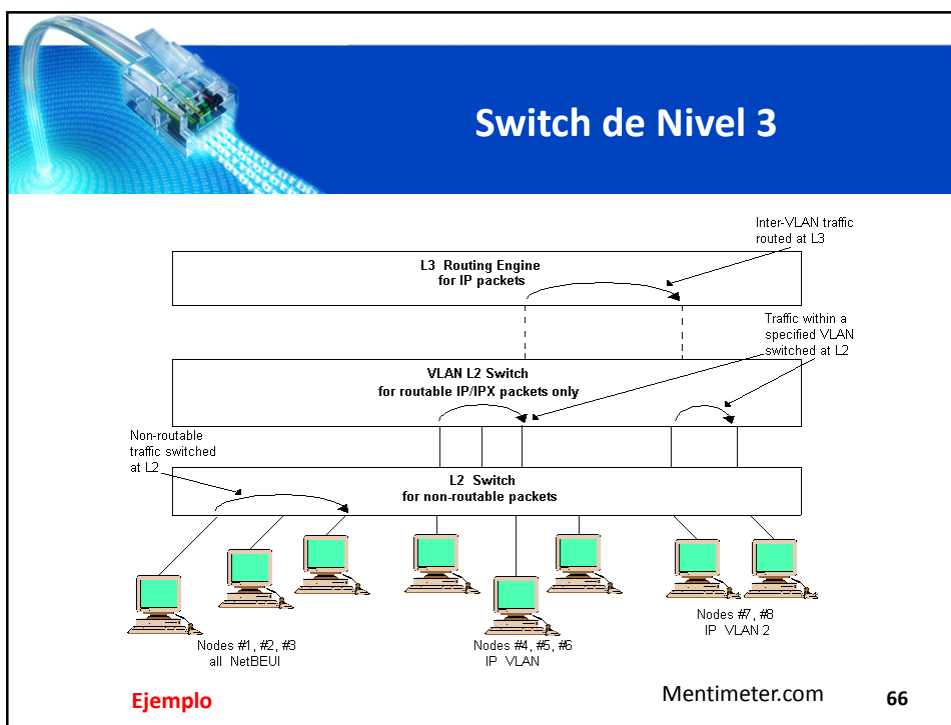 Switch de Nivel 3
Inter-VLAN traffic
routed at L3
L3 Routing Engine
for IP packets
Traffic within a
specified VLAN
switched at L2
VLAN L2 Switch
for routable IP/IPX packets only
Non-routable
traffic switched
at L2
L2 Switch
for non-routable packets
Nodes #1, #2, #3
all NetBEUI
Nodes #4, #5, #6
IP VLAN
Nodes #7, #8
IP VLAN 2
Ejemplo
Mentimeter.com
66